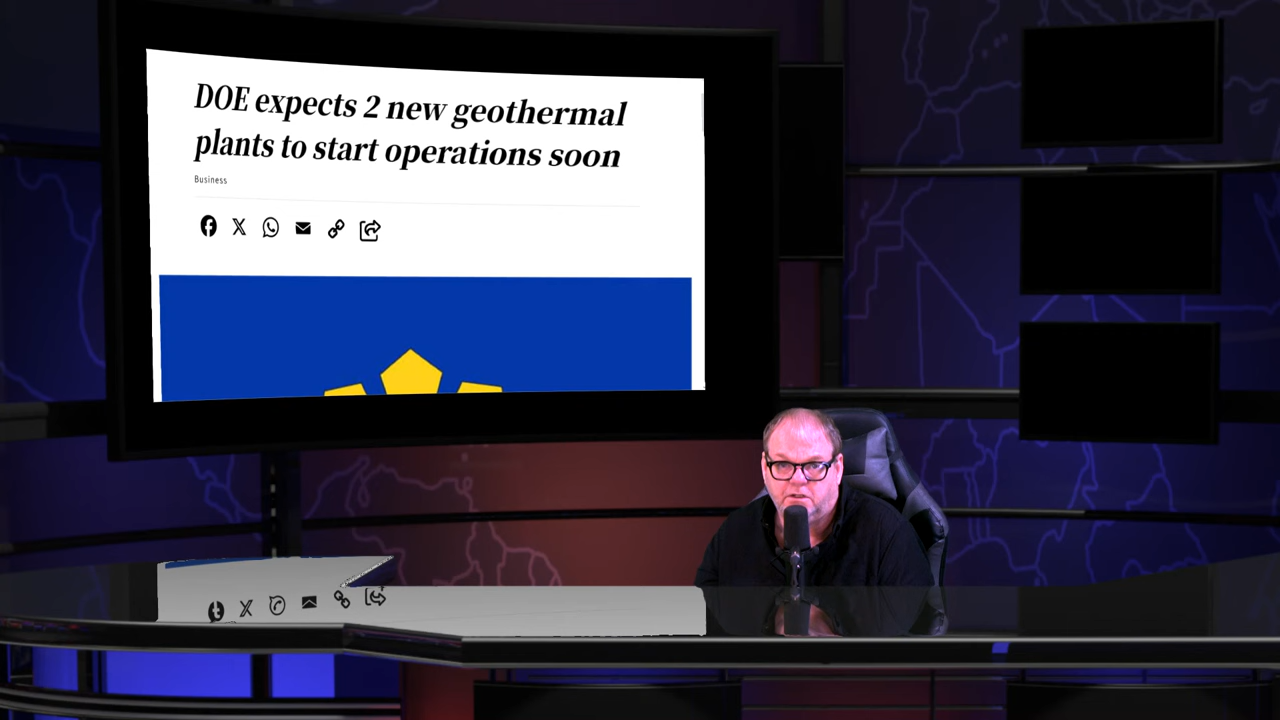 DOE expects 2 new geothermal
plants to start operations soon
Business